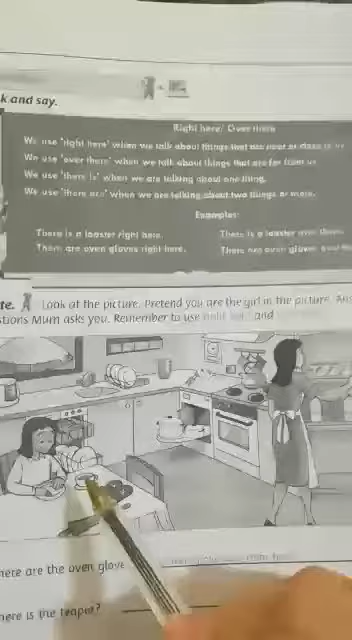 k and say.
Right here/ Over there
We use 'right here' when we talk about things that are near or close to us
We use 'over there' when we talk about things that are far from us
We use 'there is' when we are talking about one thing.
We use 'there are' when we are talking about two things or more.
Examples:
There is a toaster right here.
There is a toaster over there.
There are oven gloves right here.
There are oven gloves over
te. Look at the picture. Pretend you are the girl in the picture. Ans
stions Mum asks you. Remember to use right here and
here are the oven glove
right here
here is the teapot?